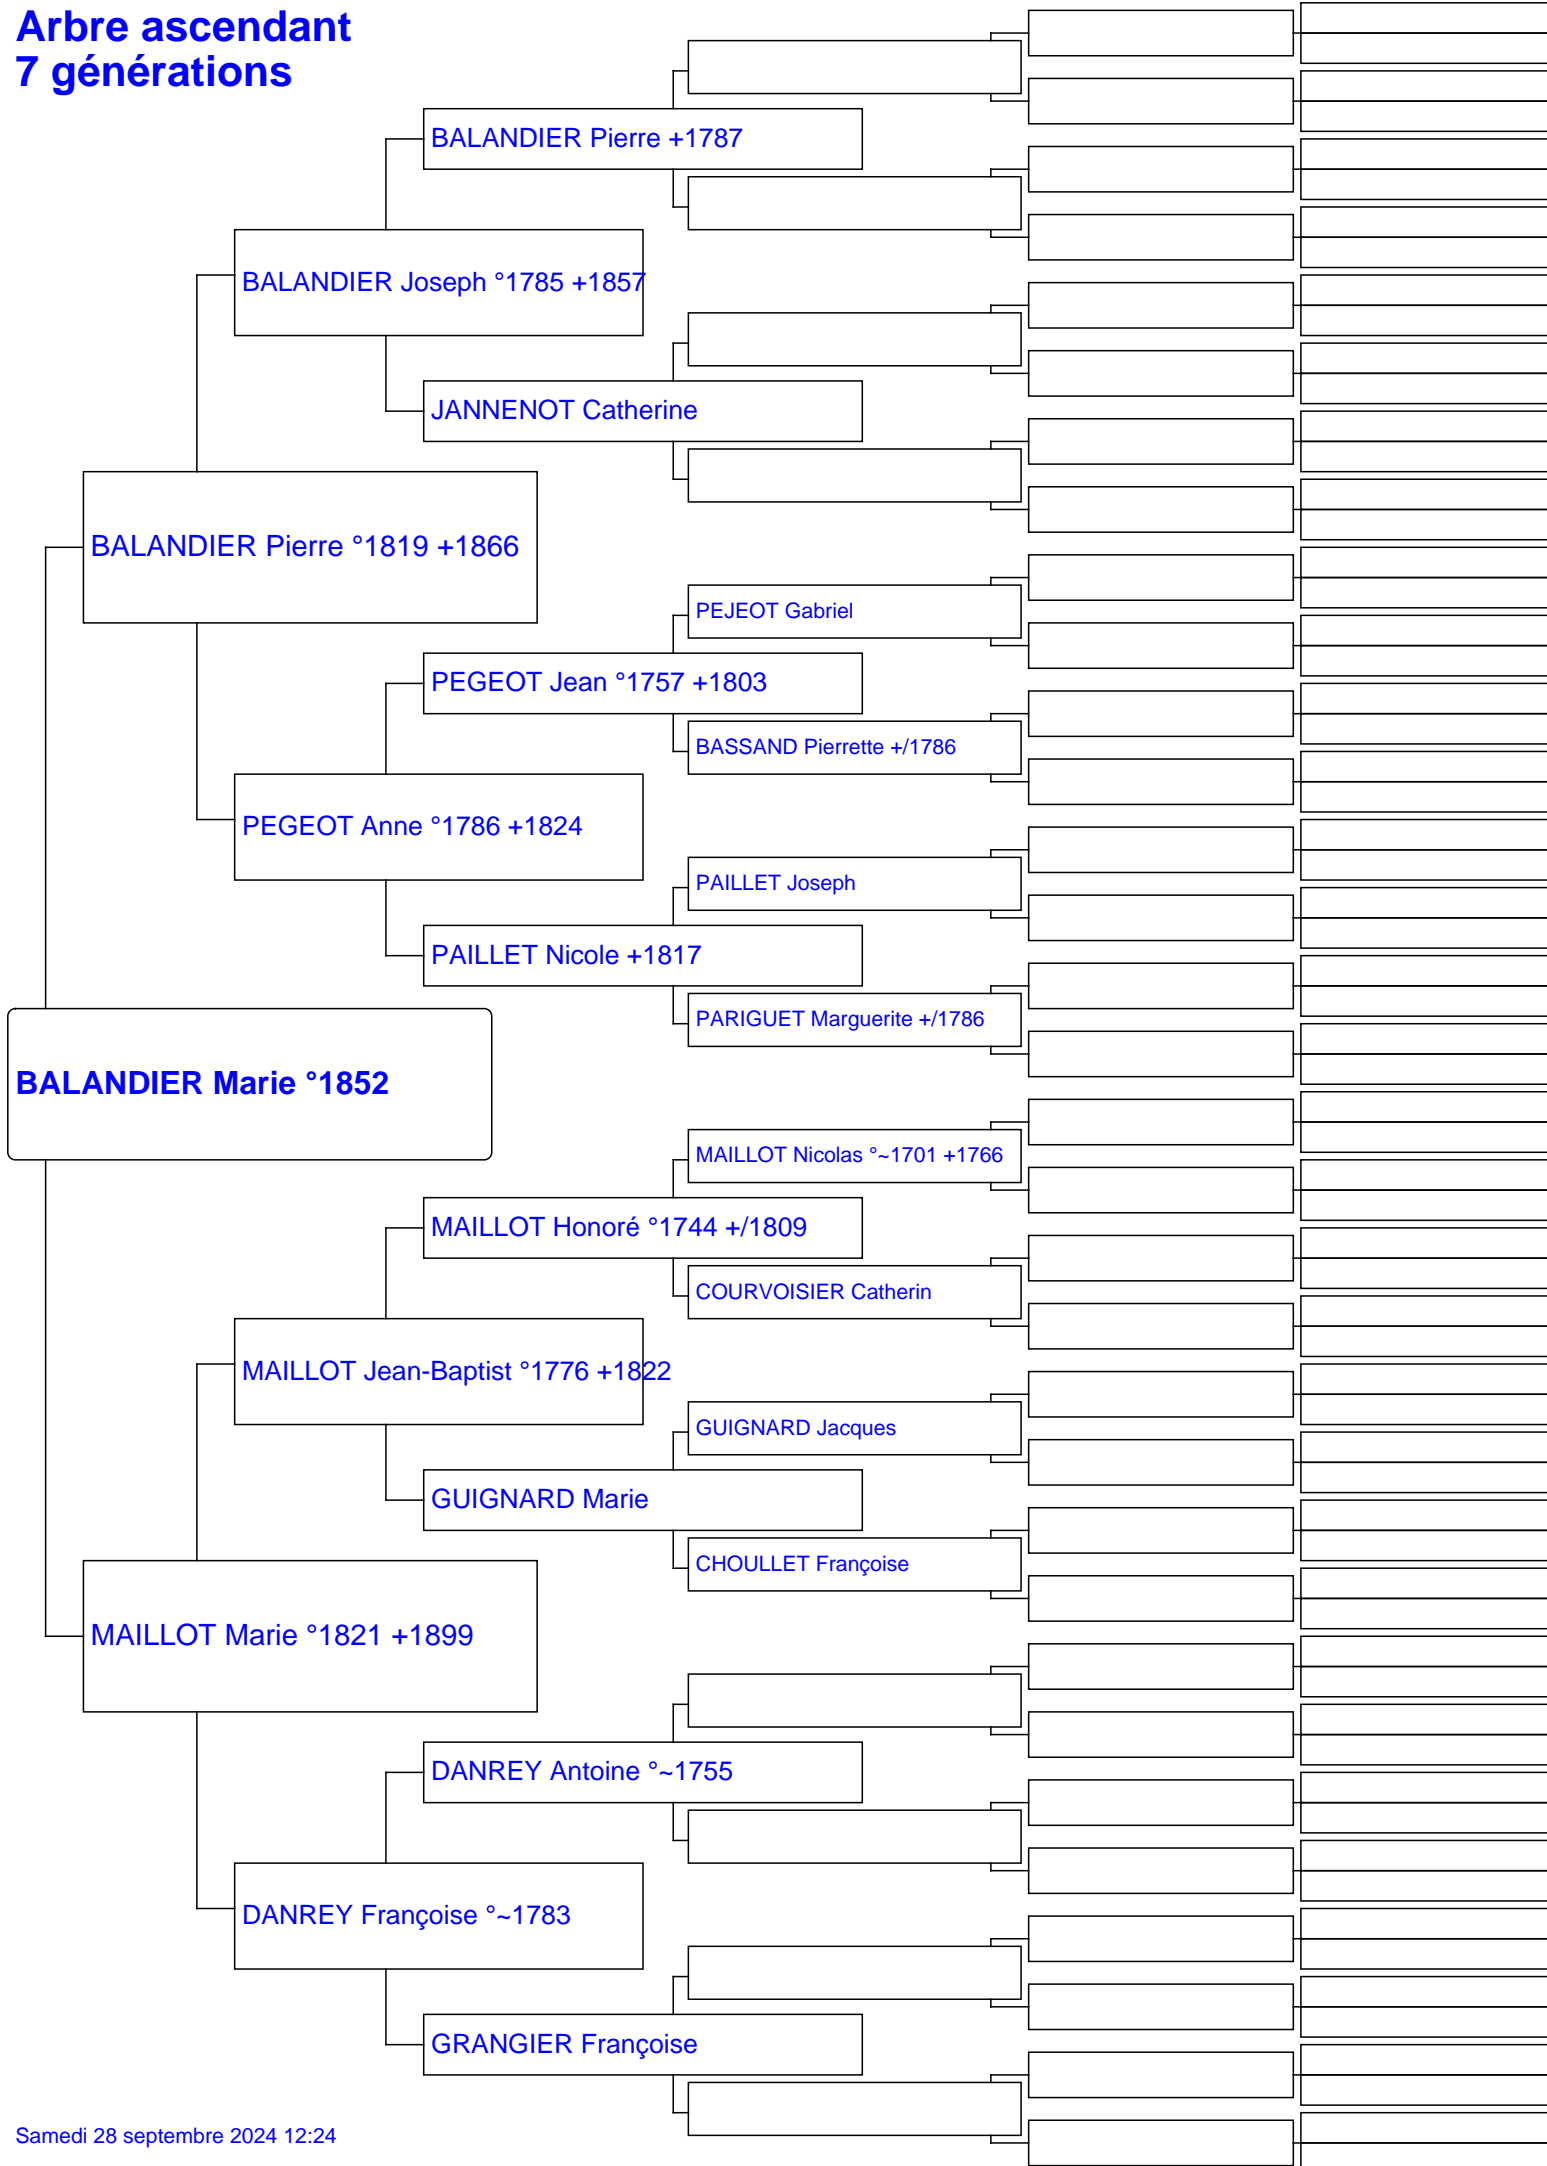 Arbre ascendant
7 générations
BALANDIER Pierre +1787
BALANDIER Joseph °1785 +1857
JANNENOT Catherine
BALANDIER Pierre °1819 +1866
PEJEOT Gabriel
PEGEOT Jean °1757 +1803
BASSAND Pierrette +/1786
PEGEOT Anne °1786 +1824
PAILLET Joseph
PAILLET Nicole +1817
PARIGUET Marguerite +/1786
BALANDIER Marie °1852
MAILLOT Nicolas °~1701 +1766
MAILLOT Honoré °1744 +/1809
COURVOISIER Catherin
MAILLOT Jean-Baptist °1776 +1822
GUIGNARD Jacques
GUIGNARD Marie
CHOULLET Françoise
MAILLOT Marie °1821 +1899
DANREY Antoine °~1755
DANREY Françoise °~1783
GRANGIER Françoise
Samedi 28 septembre 2024 12:24